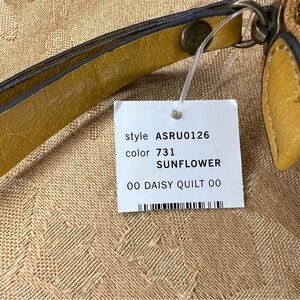 style ASRU0126
color 731
SUNFLOWER
00 DAISY QUILT 00